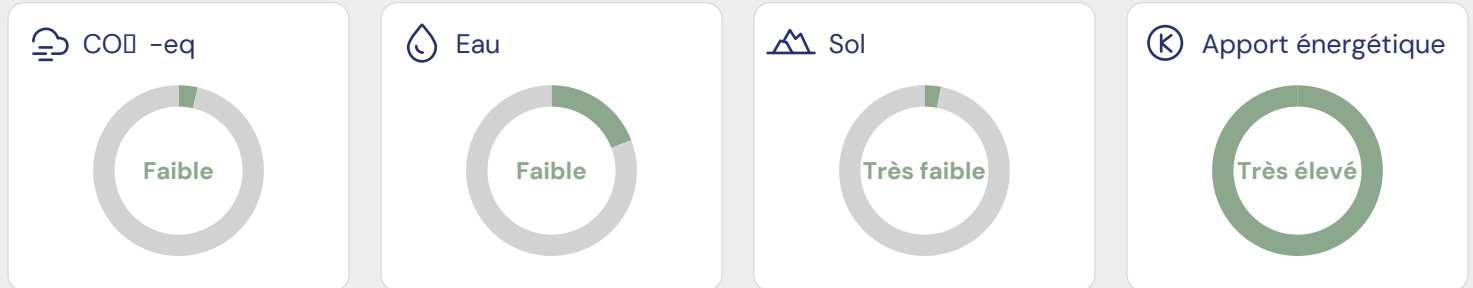 CO▯ -eq
Faible
Eau
Faible
Sol
Très faible
Apport énergétique
Très élevé